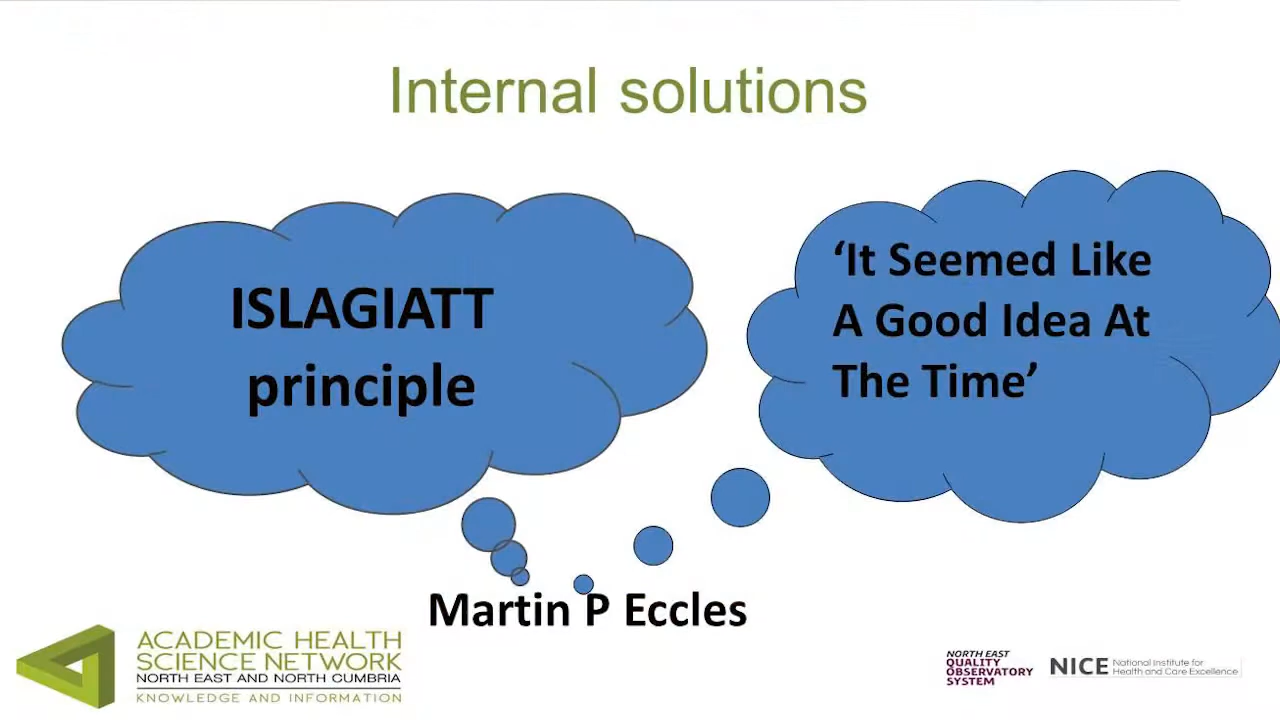 Internal solutions
ISLAGIATT
principle
‘It Seemed Like
A Good Idea At
The Time’
Martin P Eccles
ACADEMIC HEALTH
SCIENCE NETWORK
NORTH EAST AND NORTH CUMBRIA
KNOWLEDGE AND INFORMATION
NORTH EAST
QUALITY
OBSERVATORY
SYSTEM
NICE
National Institute for
Health and Care Excellence